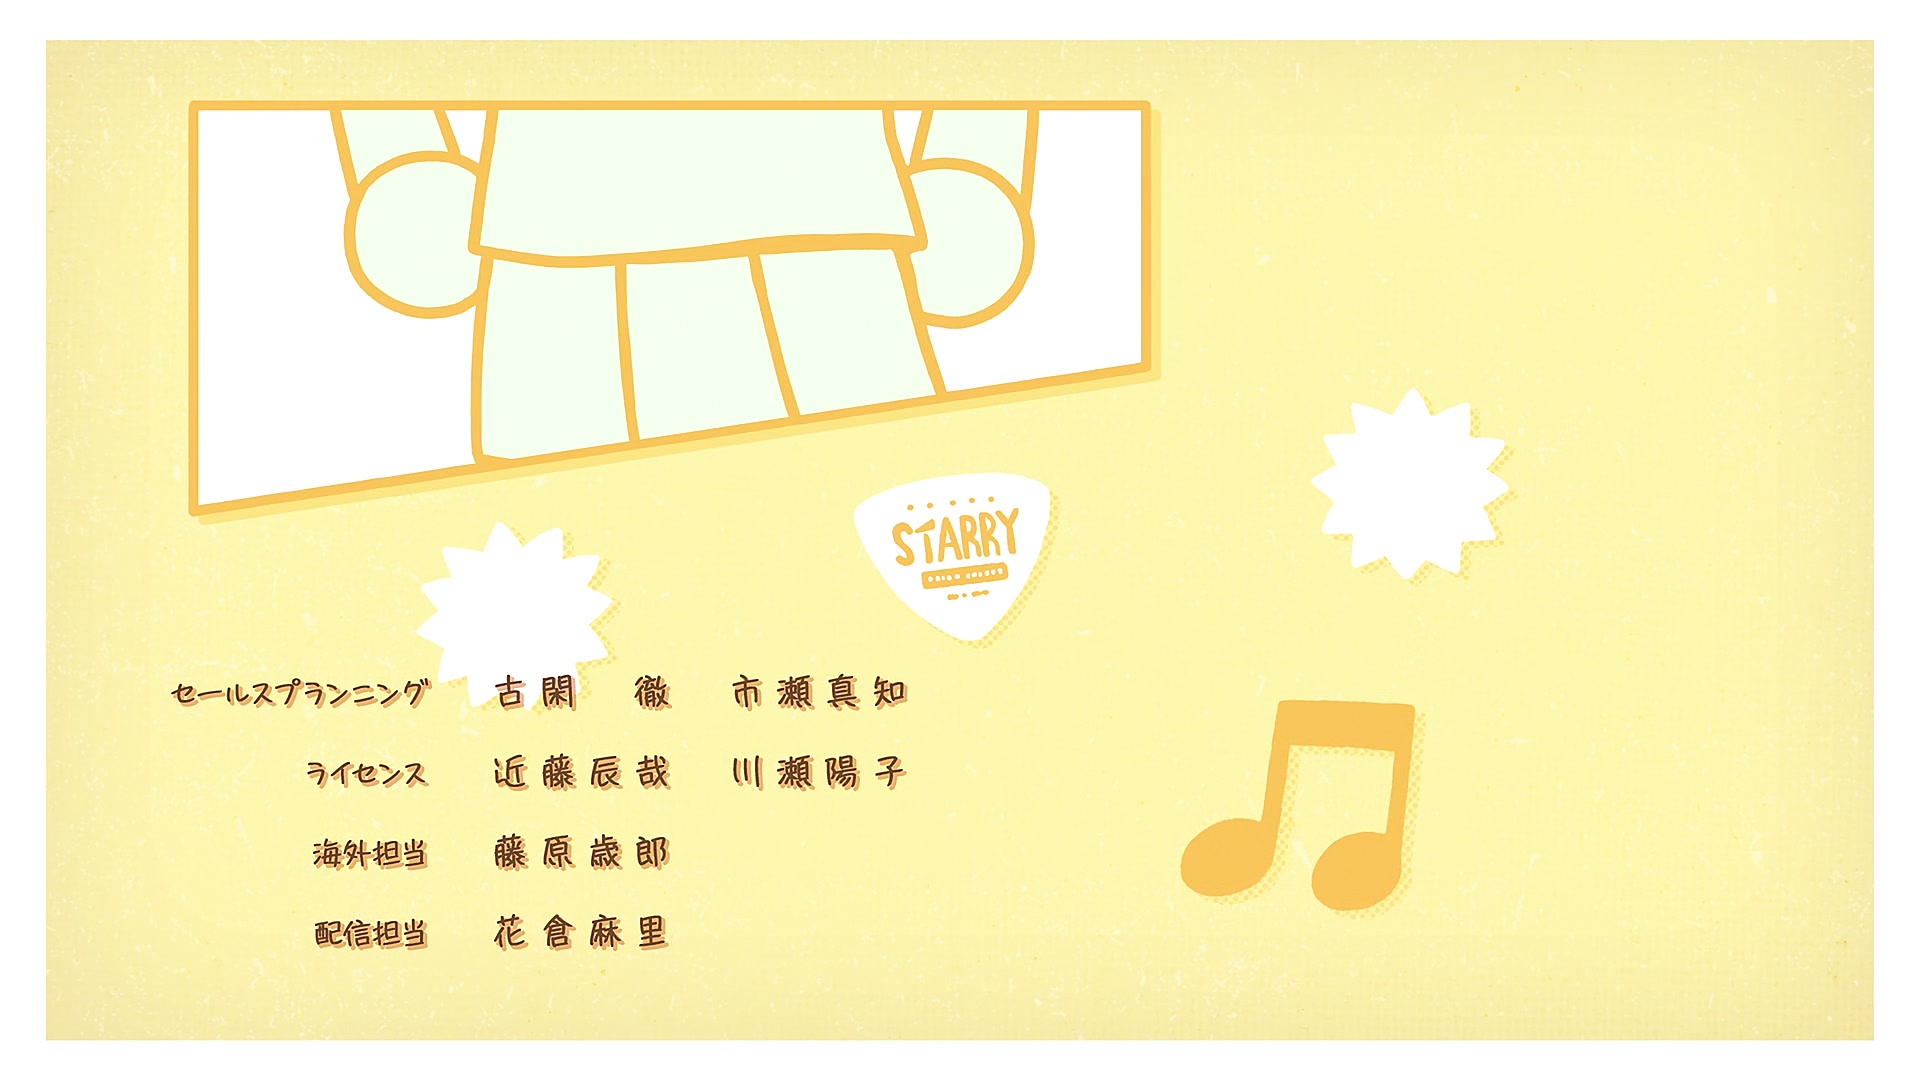 STARRY
セールスプランニング 古閑 徹 市瀬真知
ライセンス 近藤辰哉 川瀬陽子
海外担当 藤原歳郎
配信担当 花倉麻里